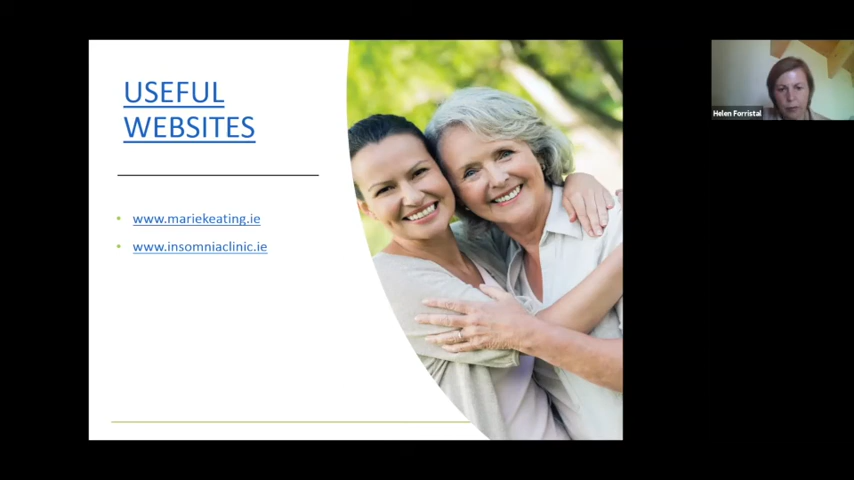 USEFUL
WEBSITES
• www.mariekeating.ie
• www.insomniaclinic.ie
Helen Forristal